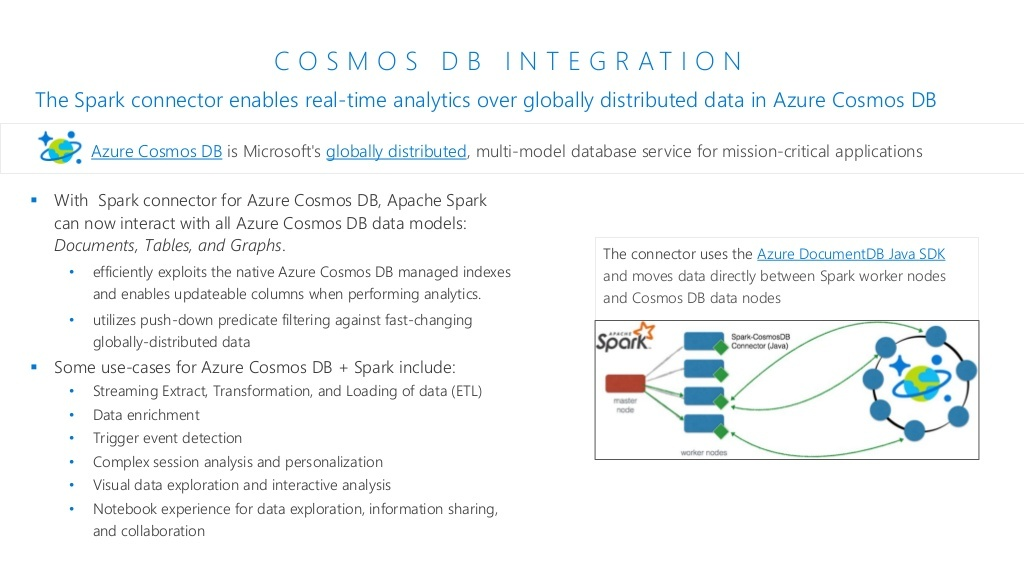 COSMOS DB INTEGRATION
The Spark connector enables real-time analytics over globally distributed data in Azure Cosmos DB
Azure Cosmos DB is Microsoft's globally distributed, multi-model database service for mission-critical applications
▪ With Spark connector for Azure Cosmos DB, Apache Spark
can now interact with all Azure Cosmos DB data models:
Documents, Tables, and Graphs.
• efficiently exploits the native Azure Cosmos DB managed indexes
and enables updateable columns when performing analytics.
• utilizes push-down predicate filtering against fast-changing
globally-distributed data
▪ Some use-cases for Azure Cosmos DB + Spark include:
• Streaming Extract, Transformation, and Loading of data (ETL)
• Data enrichment
• Trigger event detection
• Complex session analysis and personalization
• Visual data exploration and interactive analysis
• Notebook experience for data exploration, information sharing,
and collaboration
The connector uses the Azure DocumentDB Java SDK
and moves data directly between Spark worker nodes
and Cosmos DB data nodes
APACHE
Spark
Spark-CosmosDB
Connector (Java)
master
node
worker nodes